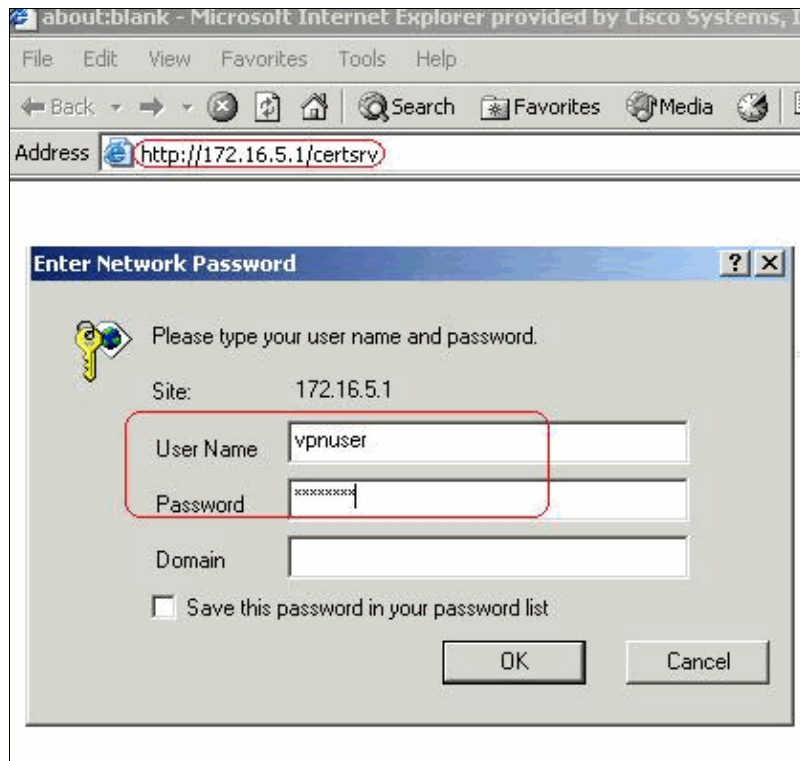 about:blank - Microsoft Internet Explorer provided by Cisco Systems, I
File Edit View Favorites Tools Help
Back Search Favorites Media
Address http://172.16.5.1/certsrv
Enter Network Password
Please type your user name and password.
Site: 172.16.5.1
User Name vpnuser
Password xxxxxxxx
Domain
Save this password in your password list
OK Cancel